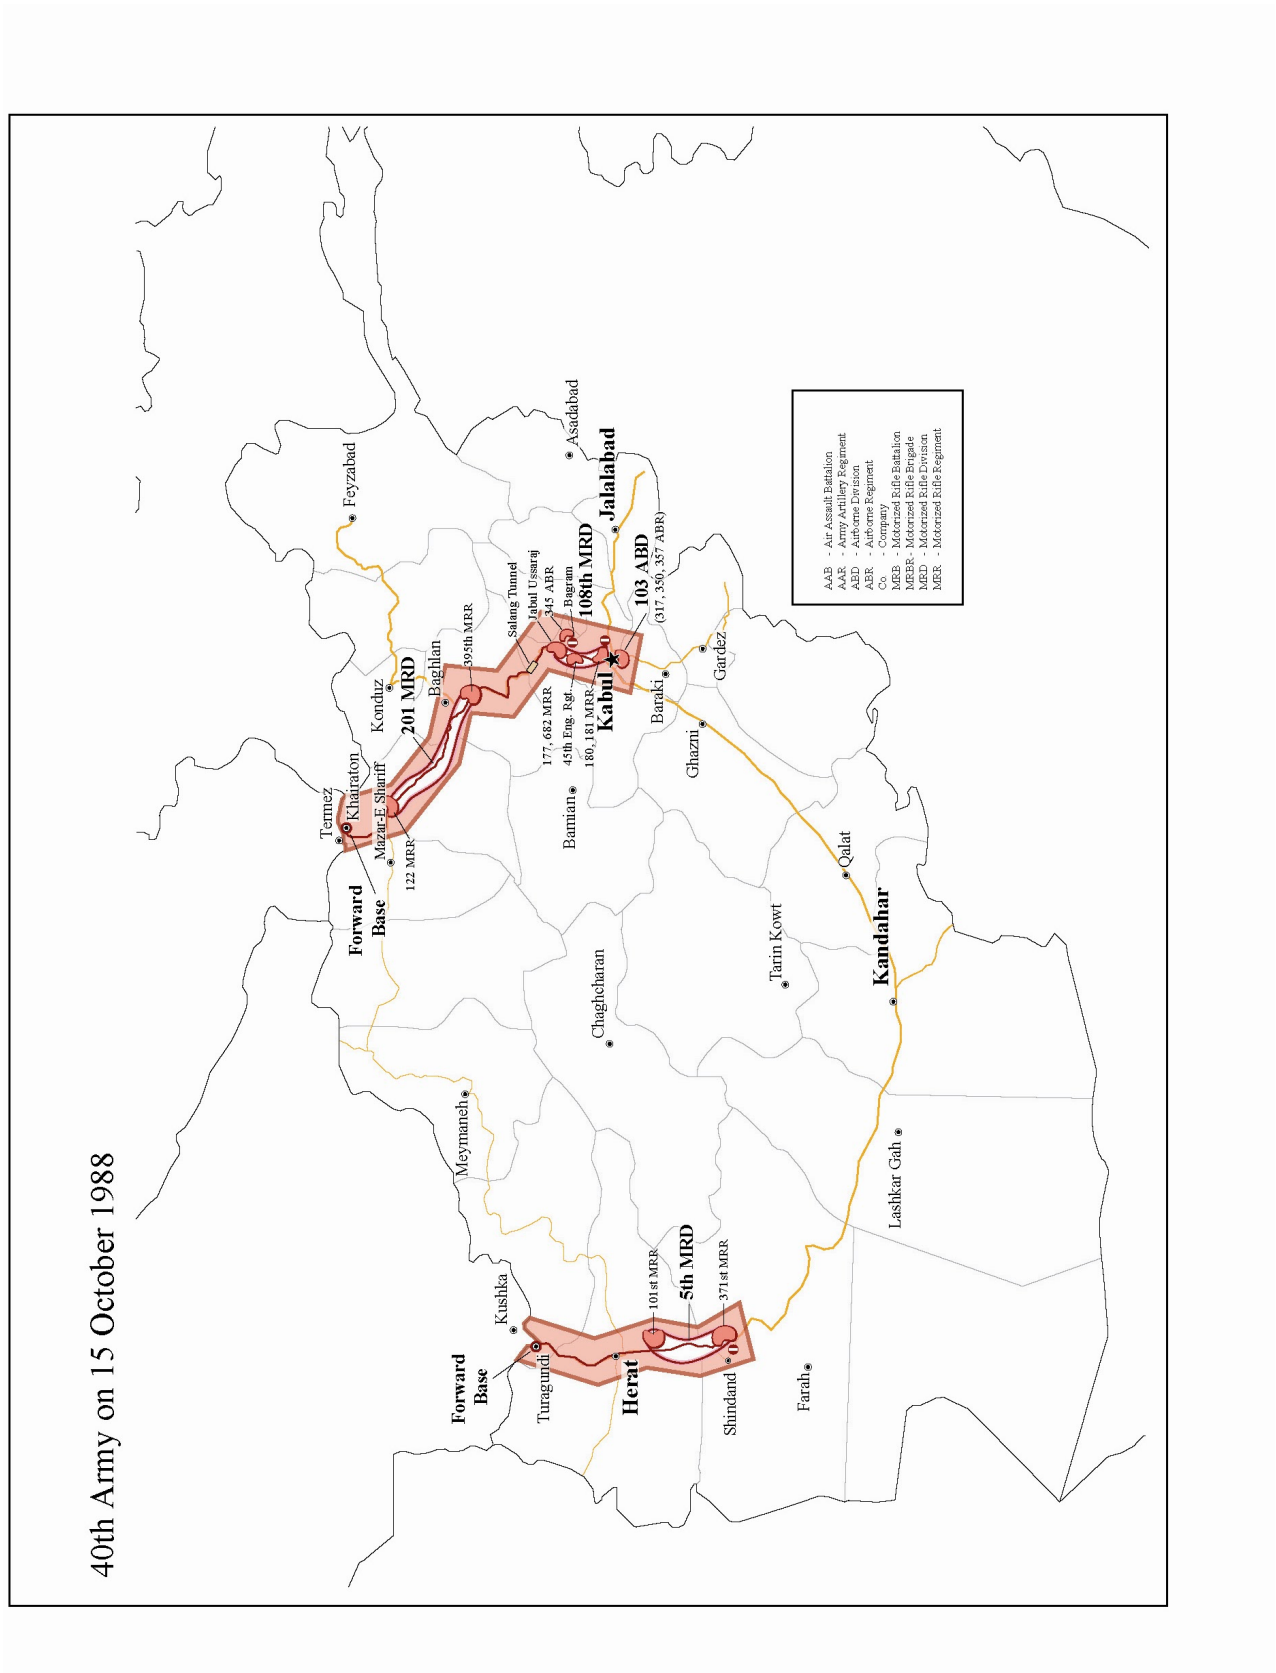 40th Army on 15 October 1988
Termez
Khairaton
Forward
Base
Mazar-E Shariff
122 MRR
Konduz
201 MRD
Baghlan
395th MRR
Feyzabad
Salang Tunnel
Jabul Ussaraj
345 ABR
Bagram
108th MRD
Asadabad
Jalalabad
103 ABD
(317, 350, 357 ABR)
177, 682 MRR
45th Eng. Rgt.
180, 181 MRR
Kabul
Bamian
Baraki
Gardez
Ghazni
Chaghcharan
Meymaneh
Tarin Kowt
Qalat
Kandahar
Lashkar Gah
Kushka
Forward
Base
Turagundi
Herat
101st MRR
5th MRD
371st MRR
Shindand
Farah
AAB - Air Assault Battalion
AAR - Army Artillery Regiment
ABD - Airborne Division
ABR - Airborne Regiment
Co. - Company
MRB - Motorized Rifle Battalion
MRBR - Motorized Rifle Brigade
MRD - Motorized Rifle Division
MRR - Motorized Rifle Regiment